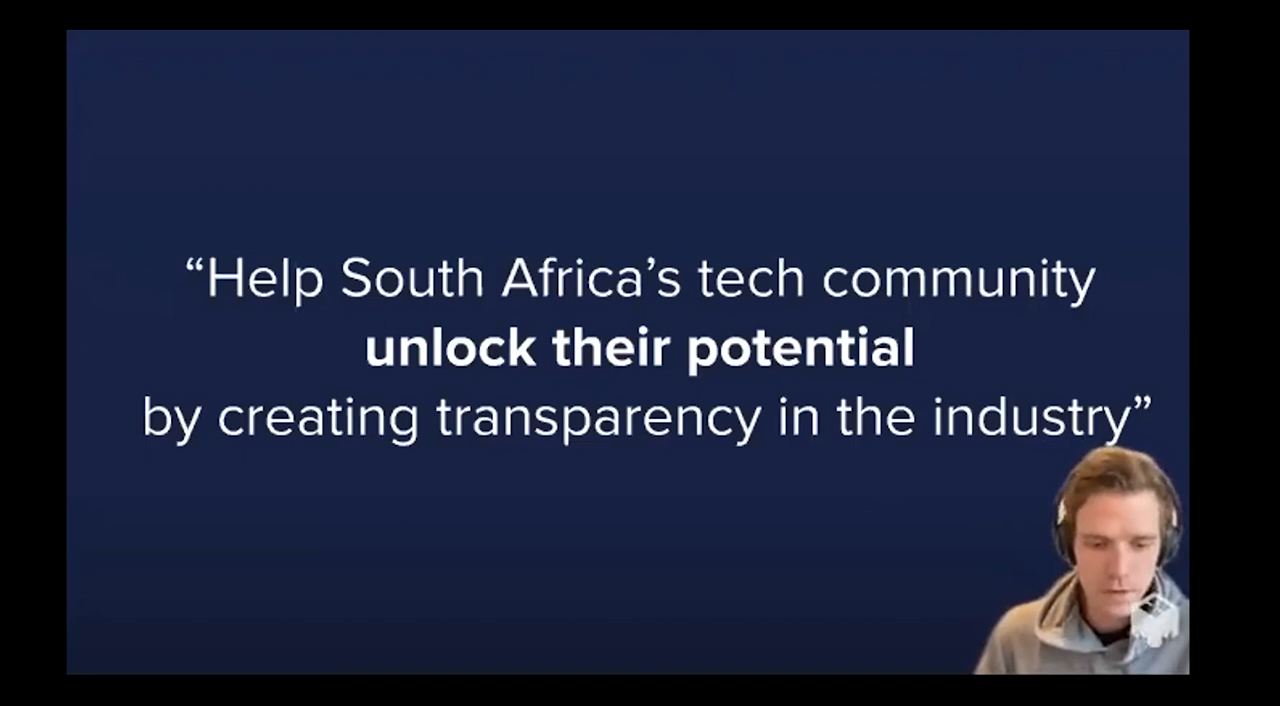 “Help South Africa’s tech community
unlock their potential
by creating transparency in the industry”